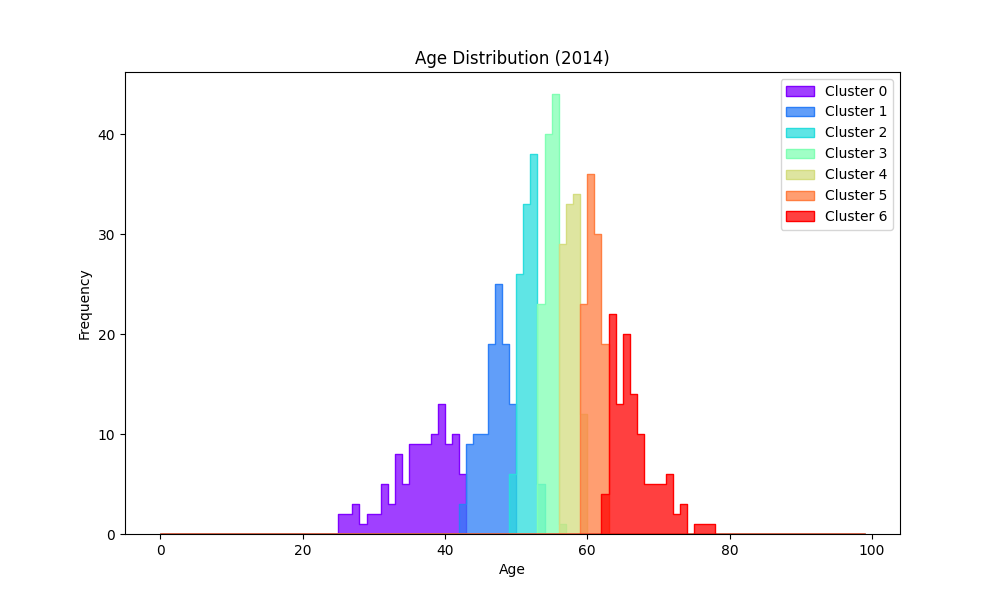 Age Distribution (2014)
Cluster 0
Cluster 1
Cluster 2
Cluster 3
Cluster 4
Cluster 5
Cluster 6
40
30
20
10
0
Frequency
0 20 40 60 80 100
Age